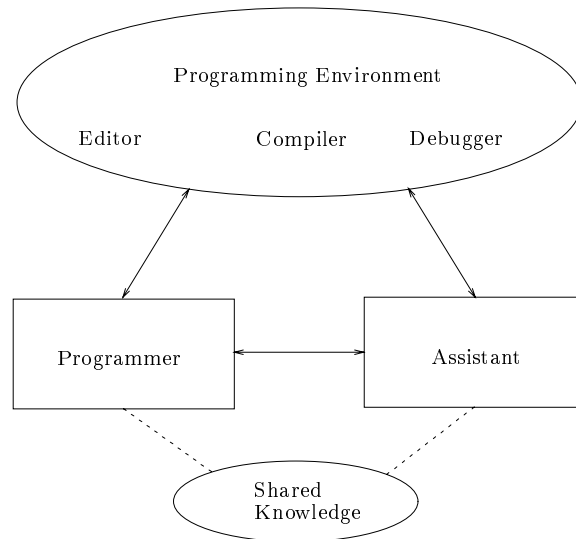 Programming Environment
Editor Compiler Debugger
Programmer Assistant
Shared
Knowledge